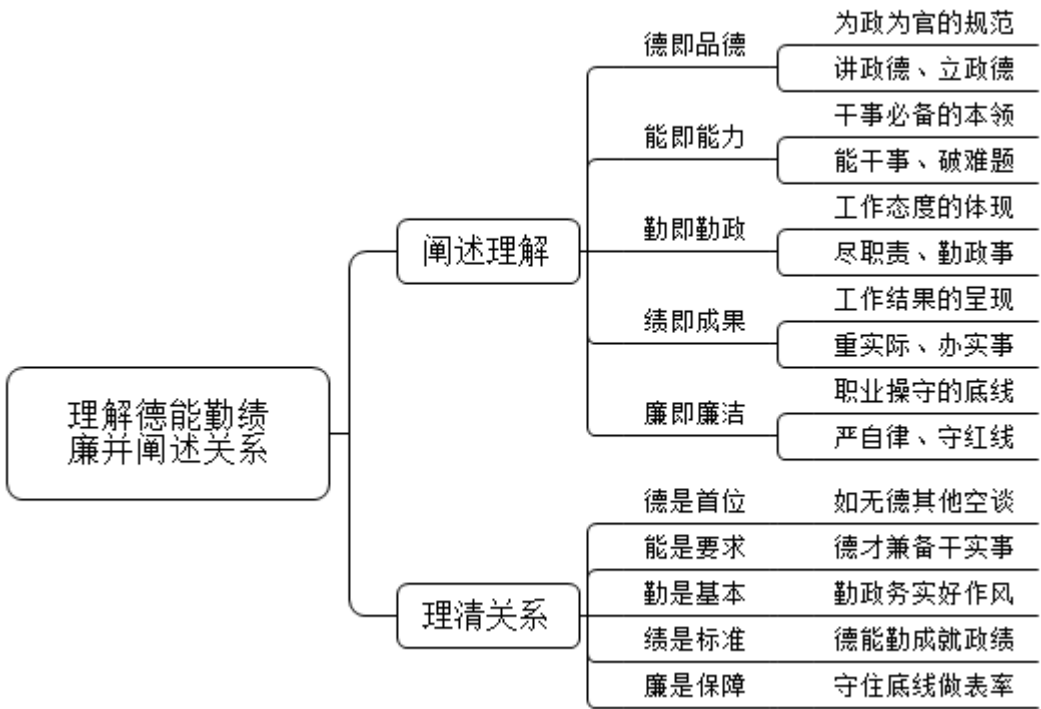 理解德能勤绩
廉并阐述关系
阐述理解
德即品德
为政为官的规范
讲政德、立政德
能即能力
干事必备的本领
能干事、破难题
勤即勤政
工作态度的体现
尽职责、勤政事
绩即成果
工作结果的呈现
重实际、办实事
廉即廉洁
职业操守的底线
严自律、守红线
理清关系
德是首位
如无德其他空谈
能是要求
德才兼备干实事
勤是基本
勤政务实好作风
绩是标准
德能勤成就政绩
廉是保障
守住底线做表率